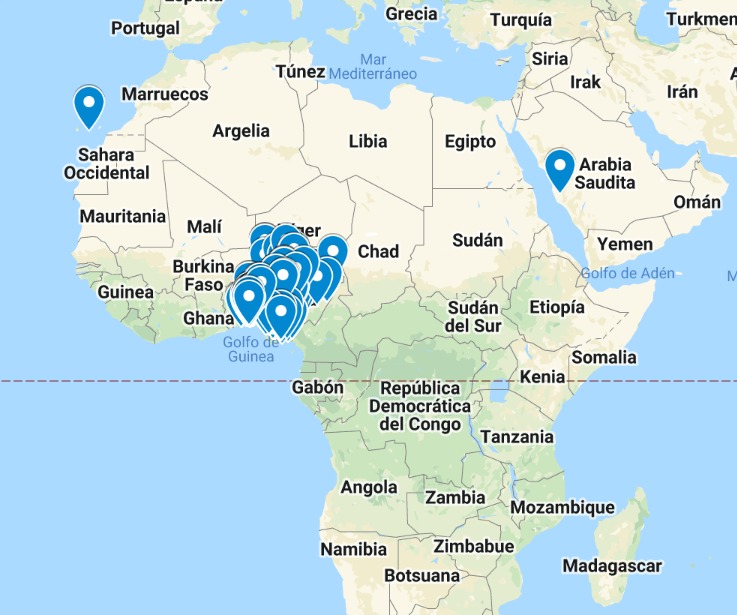 España
Portugal
Grecia
Turquía
Turkmen
Mar
Mediterráneo
Túnez
Siria
Irak
Irán
Marruecos
Argelia
Libia
Egipto
Sahara
Occidental
Arabia
Saudita
Omán
Mauritania
Malí
ger
Chad
Sudán
Yemen
Golfo de Adén
Burkina
Faso
Guinea
Ghana
Sudán
del Sur
Etiopía
Golfo de
Guinea
Somalia
Gabón
República
Democrática
del Congo
Kenia
Tanzania
Angola
Zambia
Mozambique
Namibia
Zimbabue
Botsuana
Madagascar